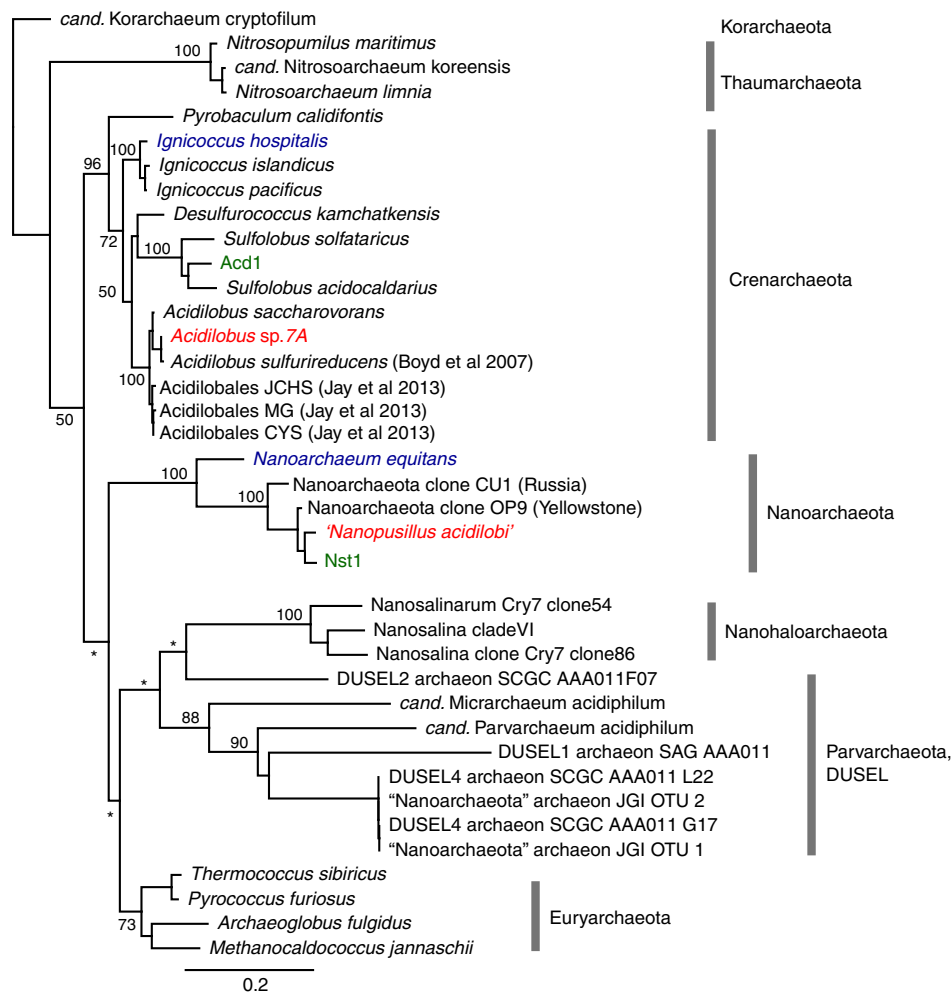 cand. Korarchaeum cryptofilum
Korarchaeota
Nitrosopumilus maritimus
100
cand. Nitrosoarchaeum koreensis
Thaumarchaeota
Nitrosoarchaeum limnia
Pyrobaculum calidifontis
Ignicoccus hospitalis
100
96
Ignicoccus islandicus
Ignicoccus pacificus
Desulfurococcus kamchatkensis
72
Sulfolobus solfataricus
100
Acd1
Crenarchaeota
Sulfolobus acidocaldarius
50
Acidilobus saccharovorans
Acidilobus sp.7A
Acidilobus sulfurireducens (Boyd et al 2007)
100
Acidilobales JCHS (Jay et al 2013)
Acidilobales MG (Jay et al 2013)
50
Acidilobales CYS (Jay et al 2013)
Nanoarchaeum equitans
100
Nanoarchaeota clone CU1 (Russia)
100
Nanoarchaeota clone OP9 (Yellowstone)
Nanoarchaeota
'Nanopusillus acidilobi'
Nst1
Nanosalinarum Cry7 clone54
100
Nanosalina cladeVI
Nanohaloarchaeota
*
Nanosalina clone Cry7 clone86
*
DUSEL2 archaeon SCGC AAA011F07
*
cand. Micrarchaeum acidiphilum
88
cand. Parvarchaeum acidiphilum
90
DUSEL1 archaeon SAG AAA011
Parvarchaeota,
DUSEL
DUSEL4 archaeon SCGC AAA011 L22
"Nanoarchaeota" archaeon JGI OTU 2
*
DUSEL4 archaeon SCGC AAA011 G17
"Nanoarchaeota" archaeon JGI OTU 1
Thermococcus sibiricus
Pyrococcus furiosus
73
Archaeoglobus fulgidus
Euryarchaeota
Methanocaldococcus jannaschii
0.2